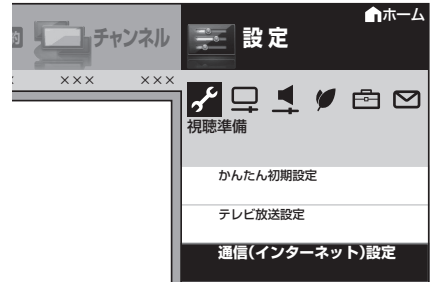 ホーム
チャンネル
設定
××× ×××
視聴準備
かんたん初期設定
テレビ放送設定
通信(インターネット)設定